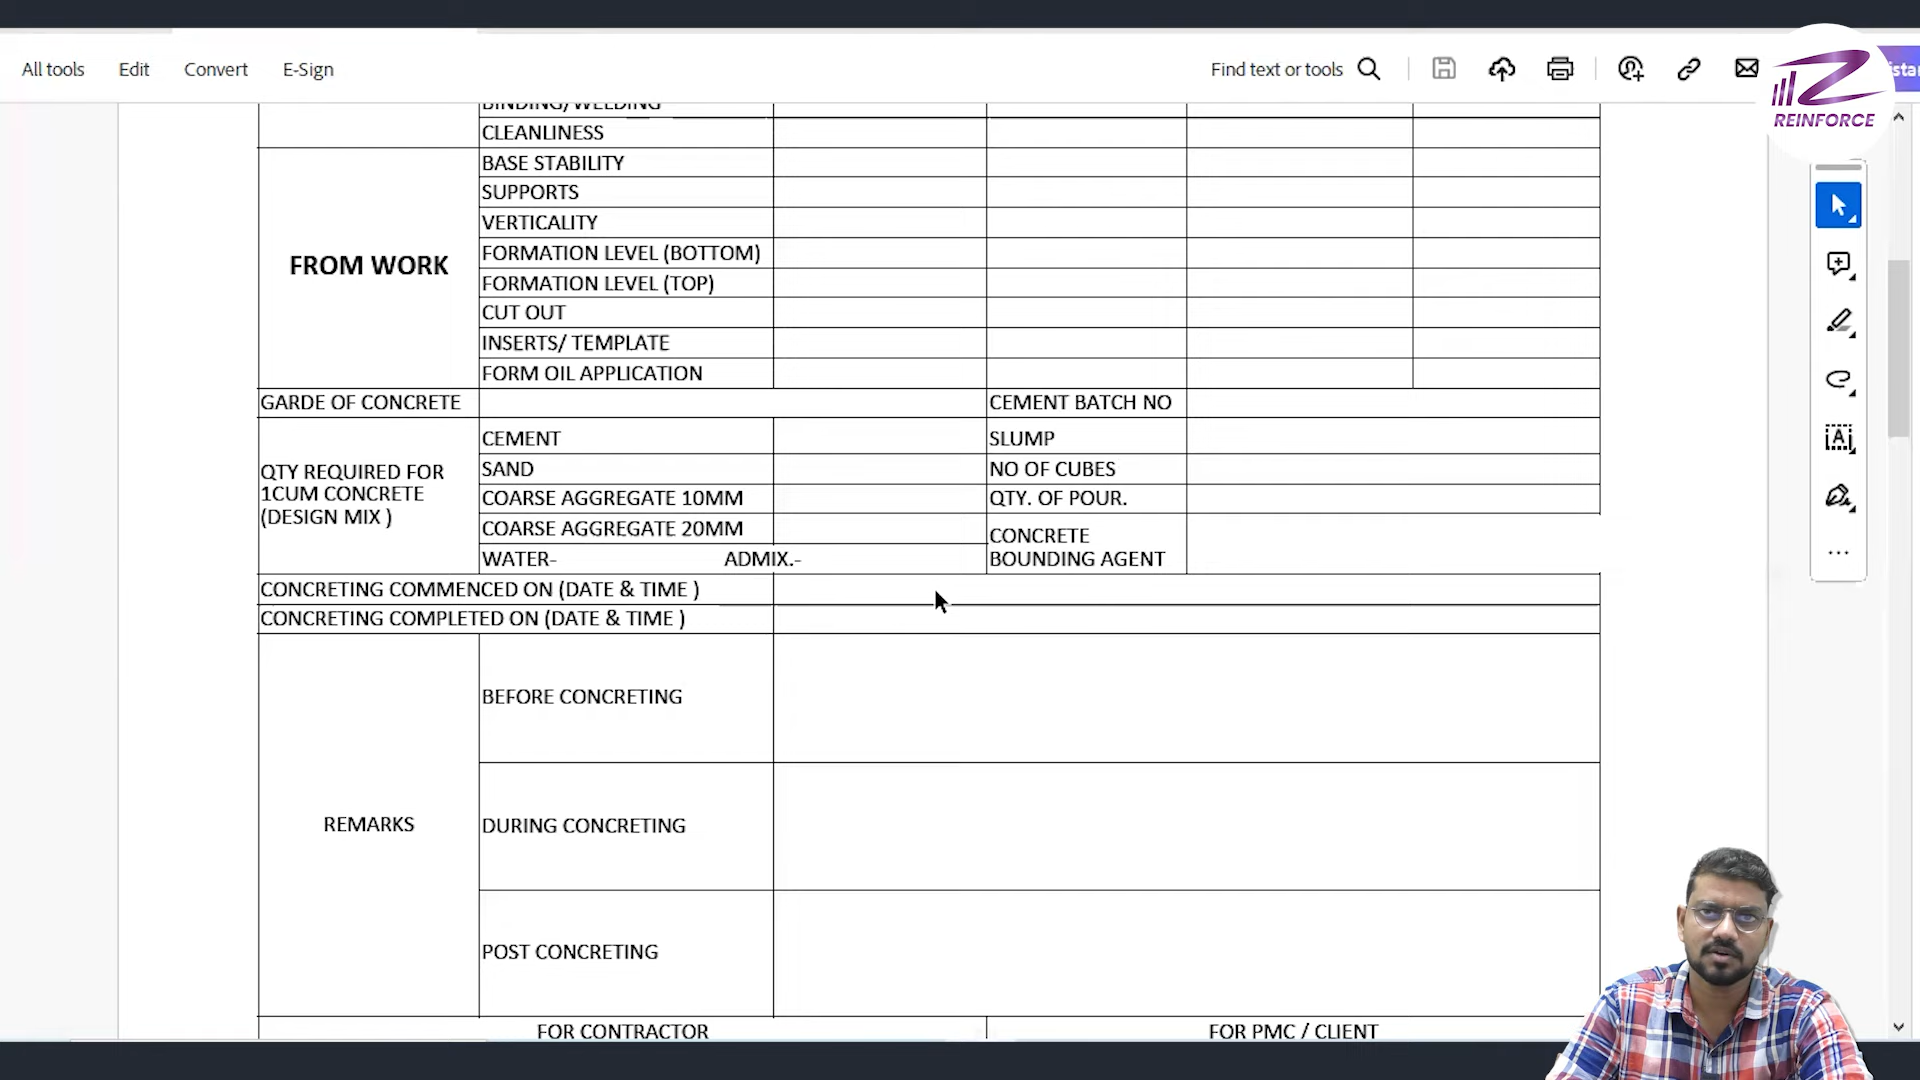 All tools Edit Convert E-Sign Find text or tools
REINFORCE
BINDING/WELDING
CLEANLINESS
FROM WORK
BASE STABILITY
SUPPORTS
VERTICALITY
FORMATION LEVEL (BOTTOM)
FORMATION LEVEL (TOP)
CUT OUT
INSERTS/ TEMPLATE
FORM OIL APPLICATION
GARDE OF CONCRETE CEMENT BATCH NO
QTY REQUIRED FOR
1CUM CONCRETE
(DESIGN MIX )
CEMENT SLUMP
SAND NO OF CUBES
COARSE AGGREGATE 10MM QTY. OF POUR.
COARSE AGGREGATE 20MM
CONCRETE
BOUNDING AGENT
WATER- ADMIX.-
CONCRETING COMMENCED ON (DATE & TIME )
CONCRETING COMPLETED ON (DATE & TIME )
REMARKS
BEFORE CONCRETING
DURING CONCRETING
POST CONCRETING
FOR CONTRACTOR FOR PMC / CLIENT